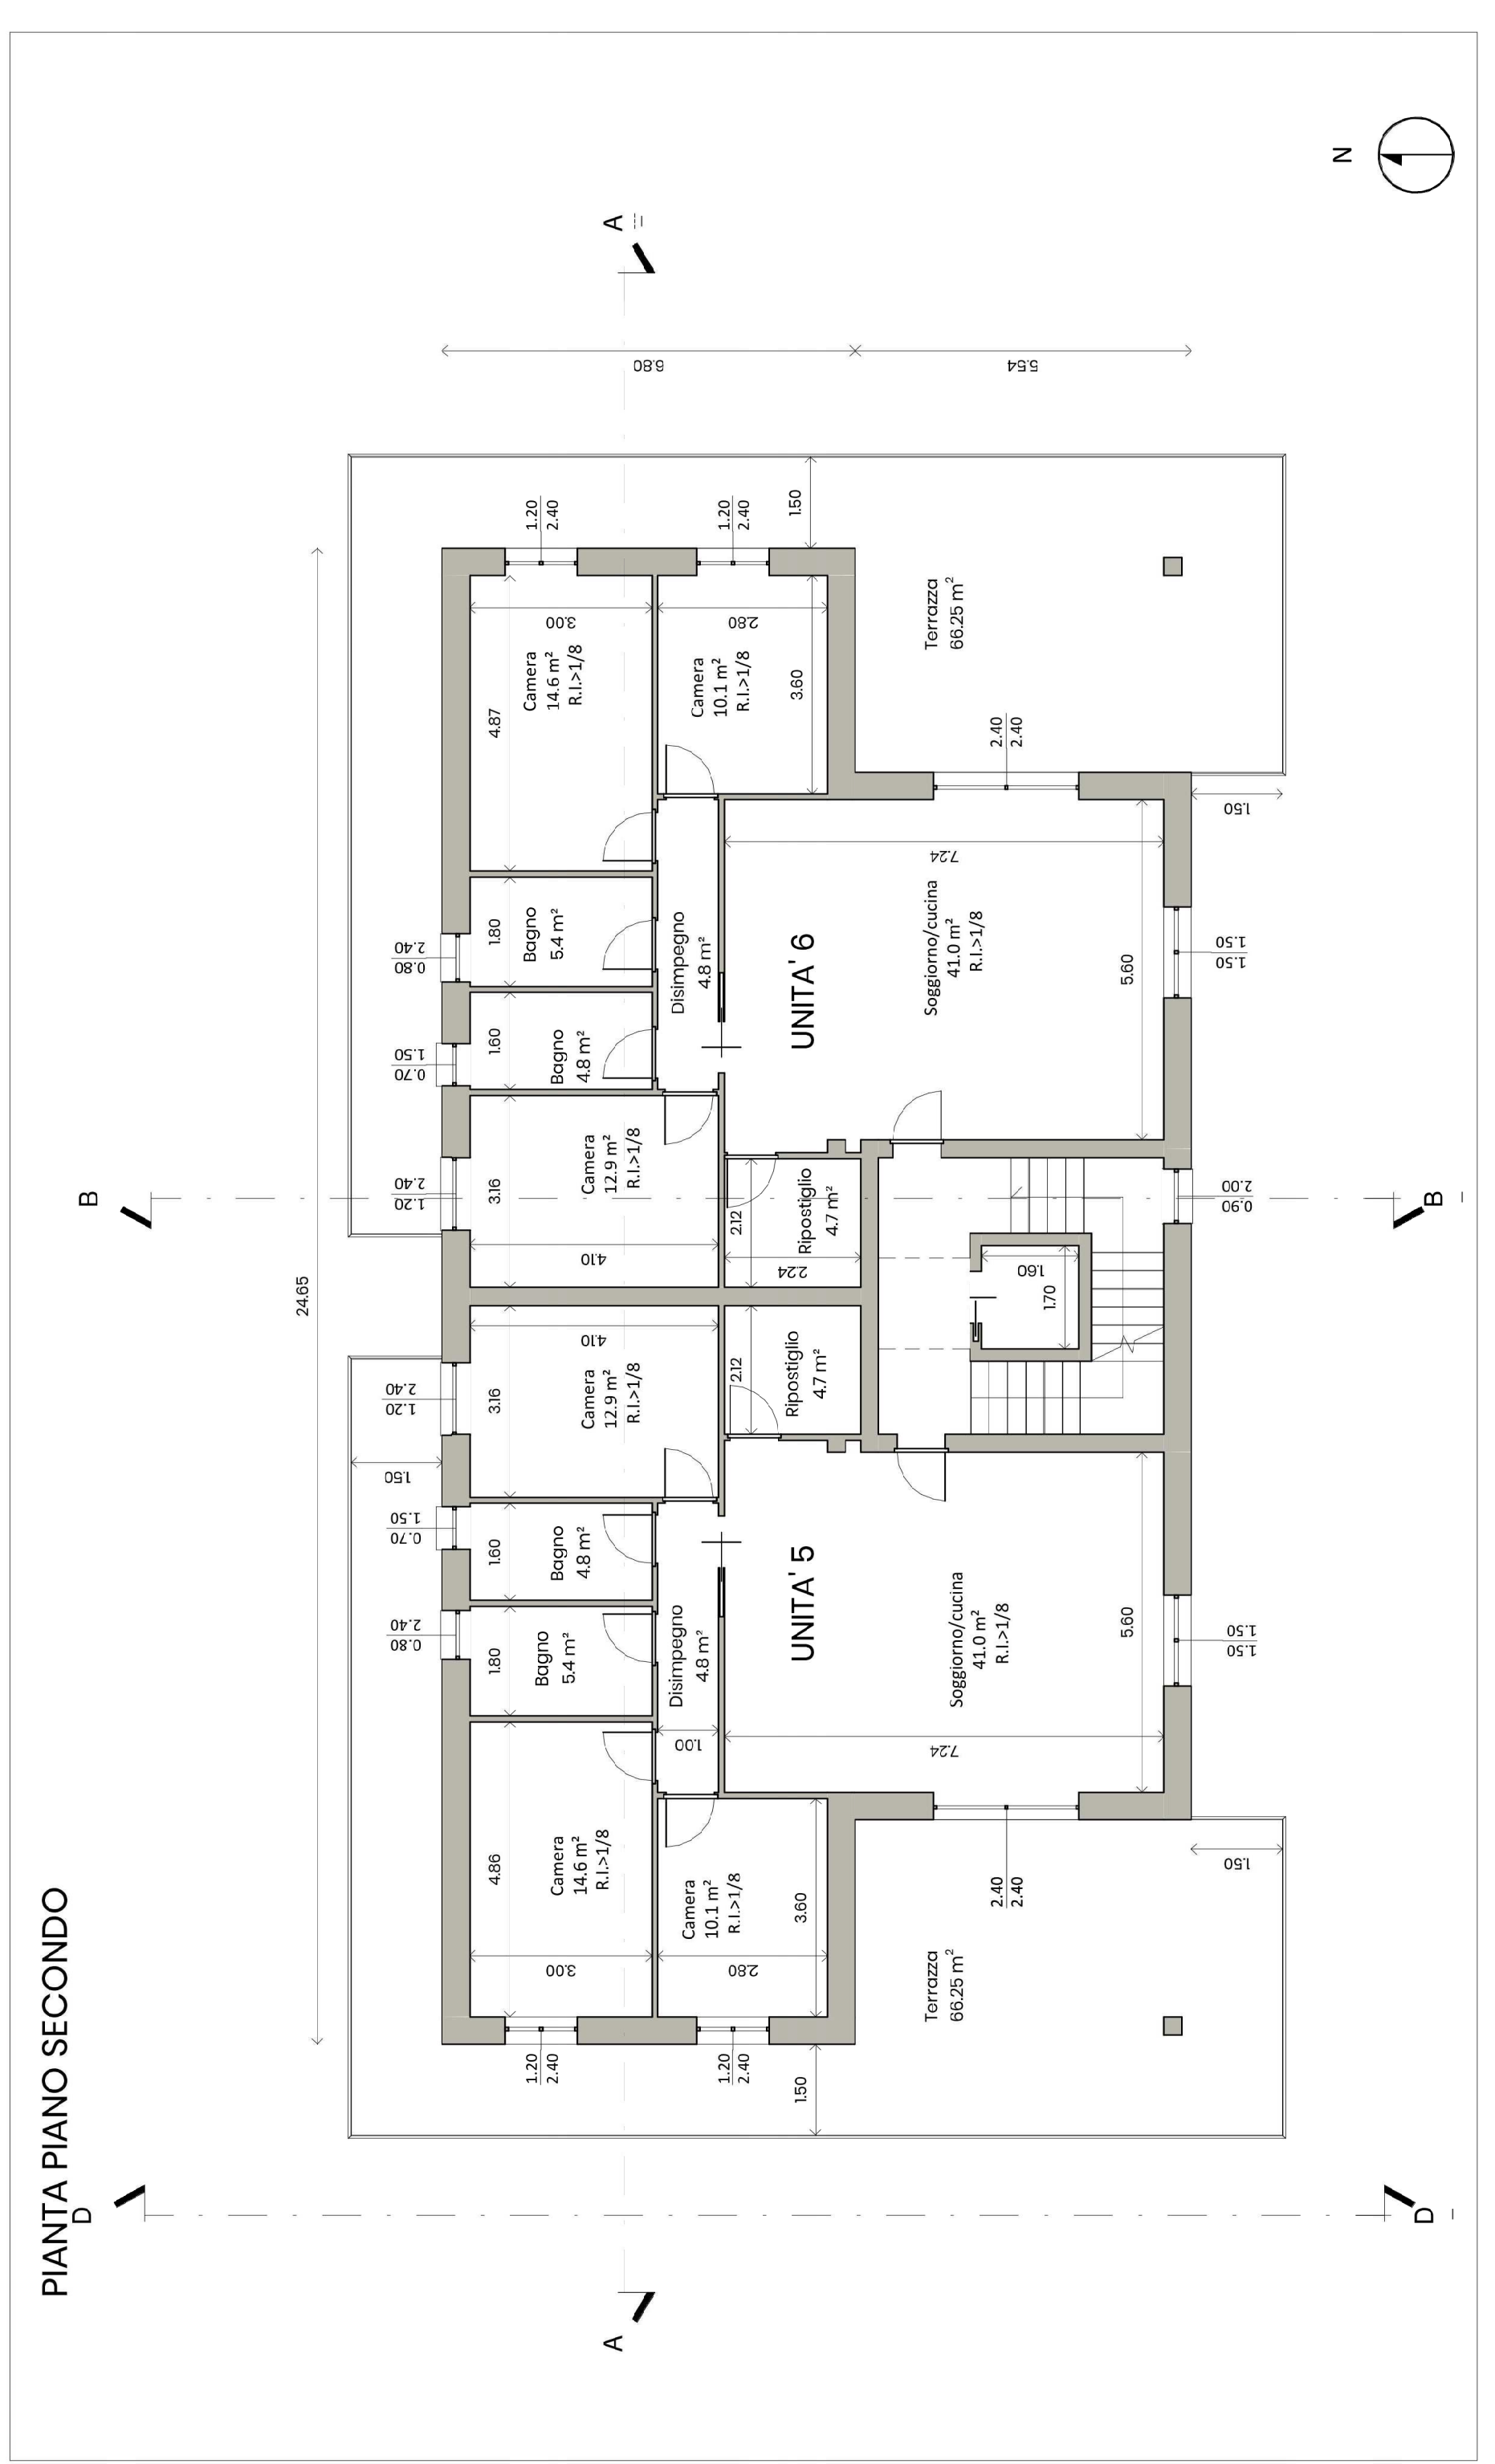 PIANTA PIANO SECONDO
D
B
24.65
1.50
2.40
0.80
1.50
0.70
2.40
1.20
2.40
1.20
1.50
0.70
2.40
0.80
4.86
1.80
1.60
3.16
3.16
1.60
1.80
4.87
1.20
2.40
3.00
Camera
14.6 m²
R.I.>1/8
Bagno
5.4 m²
Bagno
4.8 m²
4.10
Camera
12.9 m²
R.I.>1/8
4.10
Camera
12.9 m²
R.I.>1/8
Bagno
4.8 m²
Bagno
5.4 m²
Camera
14.6 m²
R.I.>1/8
3.00
1.20
2.40
A
A
6.80
1.20
2.40
2.80
Camera
10.1 m²
R.I.>1/8
3.60
1.00
Disimpegno
4.8 m²
Disimpegno
4.8 m²
Camera
10.1 m²
R.I.>1/8
3.60
2.80
1.20
2.40
1.50
1.50
UNITA' 5
2.12
Ripostiglio
4.7 m²
2.12
2.24
Ripostiglio
4.7 m²
UNITA' 6
Terrazza
66.25 m²
2.40
2.40
7.24
Soggiorno/cucina
41.0 m²
R.I.>1/8
5.60
1.70
1.60
Soggiorno/cucina
41.0 m²
R.I.>1/8
5.60
7.24
2.40
2.40
Terrazza
66.25 m²
5.54
1.50
1.50
1.50
2.00
0.90
1.50
1.50
1.50
D
B
N